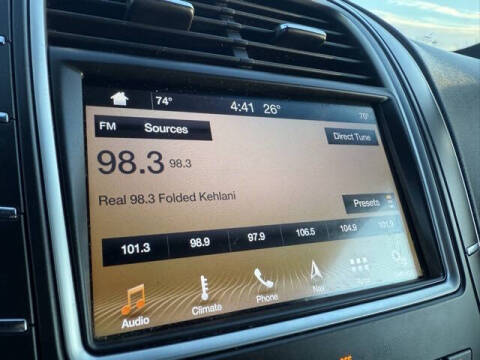 74° 4:41 26° 70°
FM Sources
Direct Tune
98.3 98.3
Real 98.3 Folded Kehlani
Presets
101.3 98.9 97.9 106.5 104.9 101.9
Audio Climate Phone Nav